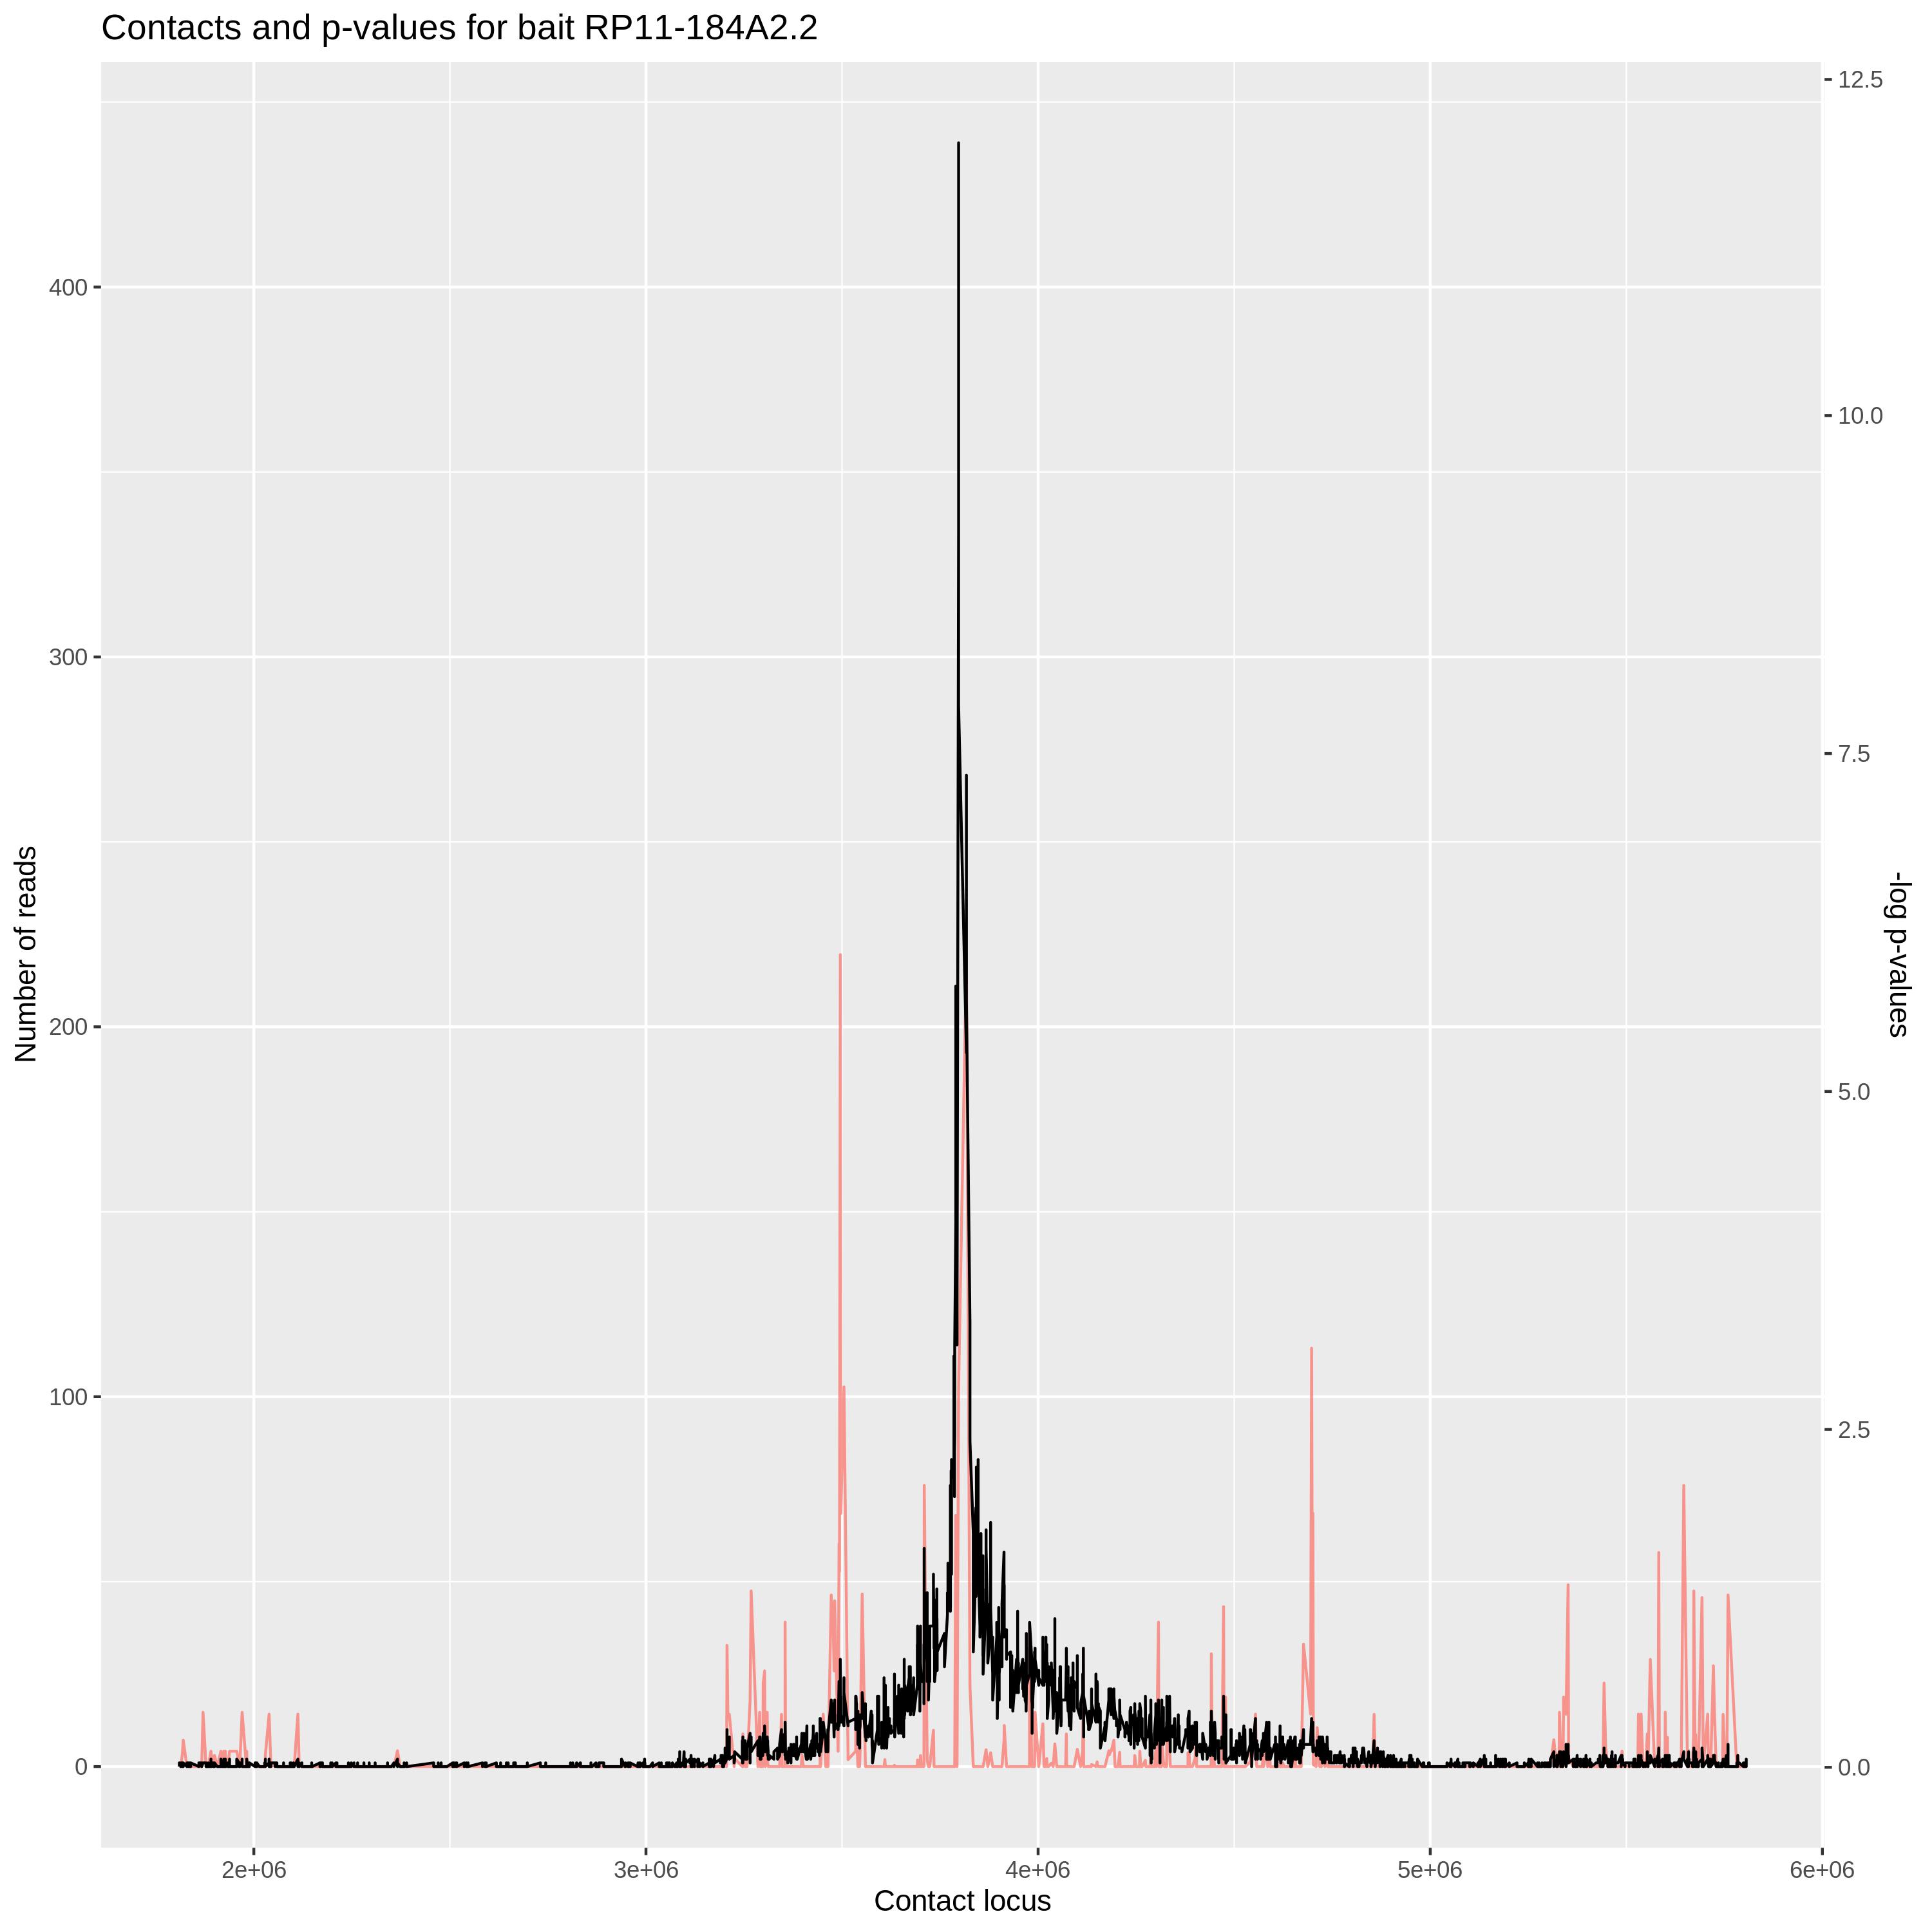 Contacts and p-values for bait RP11-184A2.2
Number of reads
400
300
200
100
0
12.5
10.0
7.5
5.0
2.5
0.0
-log p-values
2e+06
3e+06
4e+06
5e+06
6e+06
Contact locus